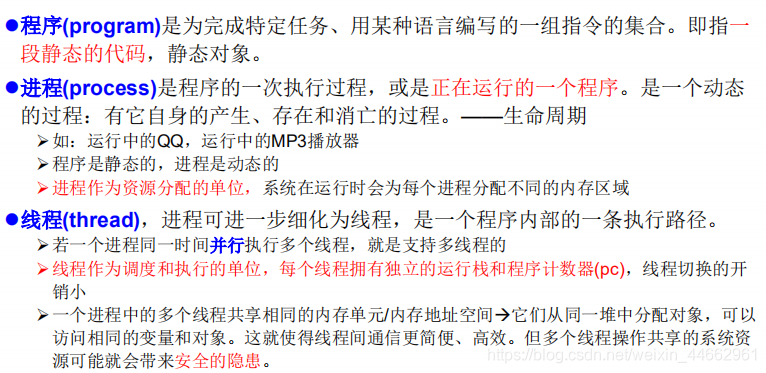 ●程序(program)是为完成特定任务、用某种语言编写的一组指令的集合。即指一
段静态的代码，静态对象。
●进程(process)是程序的一次执行过程，或是正在运行的一个程序。是一个动态
的过程：有它自身的产生、存在和消亡的过程。——生命周期
➢如：运行中的QQ，运行中的MP3播放器
➢程序是静态的，进程是动态的
➢进程作为资源分配的单位，系统在运行时会为每个进程分配不同的内存区域
●线程(thread)，进程可进一步细化为线程，是一个程序内部的一条执行路径。
➢若一个进程同一时间并行执行多个线程，就是支持多线程的
➢线程作为调度和执行的单位，每个线程拥有独立的运行栈和程序计数器(pc)，线程切换的开
销小
➢一个进程中的多个线程共享相同的内存单元/内存地址空间→它们从同一堆中分配对象，可以
访问相同的变量和对象。这就使得线程间通信更简便、高效。但多个线程操作共享的系统资
源可能就会带来安全的隐患。
https://blog.csdn.net/weixin_44662961